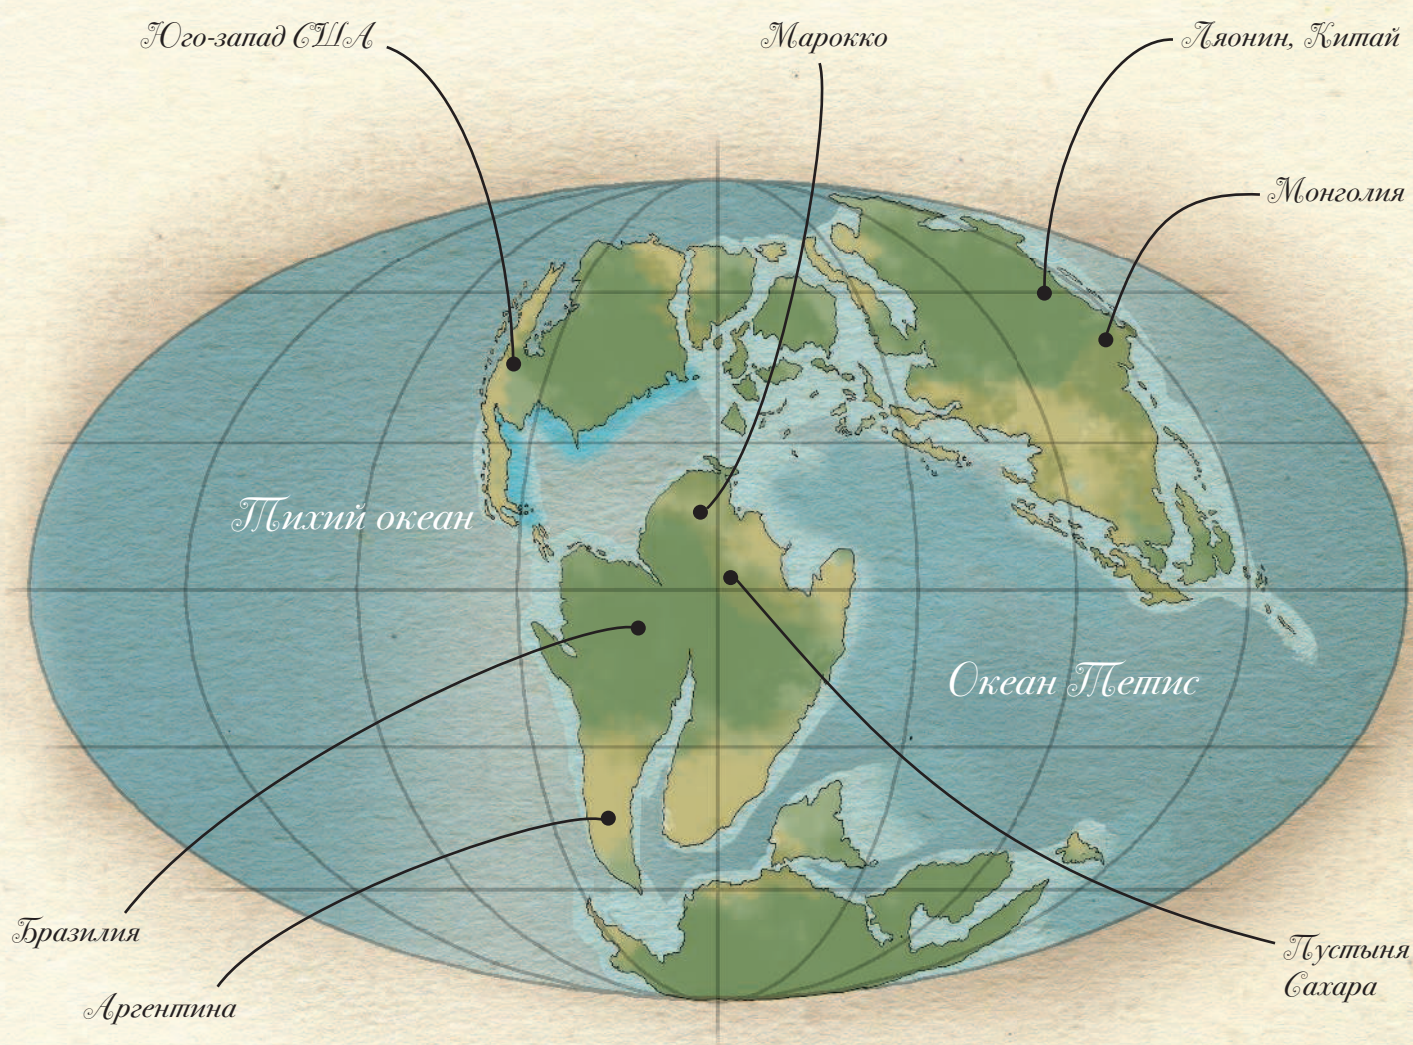 Юго-запад США
Марокко
Ляонин, Китай
Монголия
Тихий океан
Океан Тетис
Бразилия
Аргентина
Пустыня
Сахара